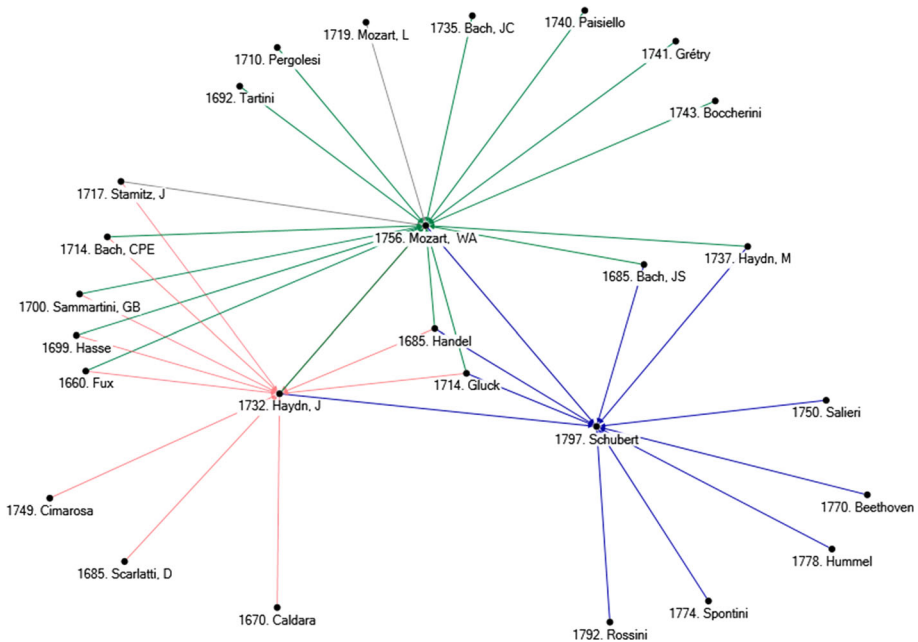 1740. Paisiello
1735. Bach, JC
1719. Mozart, L
1741. Grétry
1710. Pergolesi
1692. Tartini
1743. Boccherini
1717. Stamitz, J
1756. Mozart, WA
1714. Bach, CPE
1737. Haydn, M
1685. Bach, JS
1700. Sammartini, GB
1685. Handel
1699. Hasse
1660. Fux
1714. Gluck
1732. Haydn, J
1750. Salieri
1797. Schubert
1749. Cimarosa
1770. Beethoven
1778. Hummel
1685. Scarlatti, D
1774. Spontini
1670. Caldara
1792. Rossini